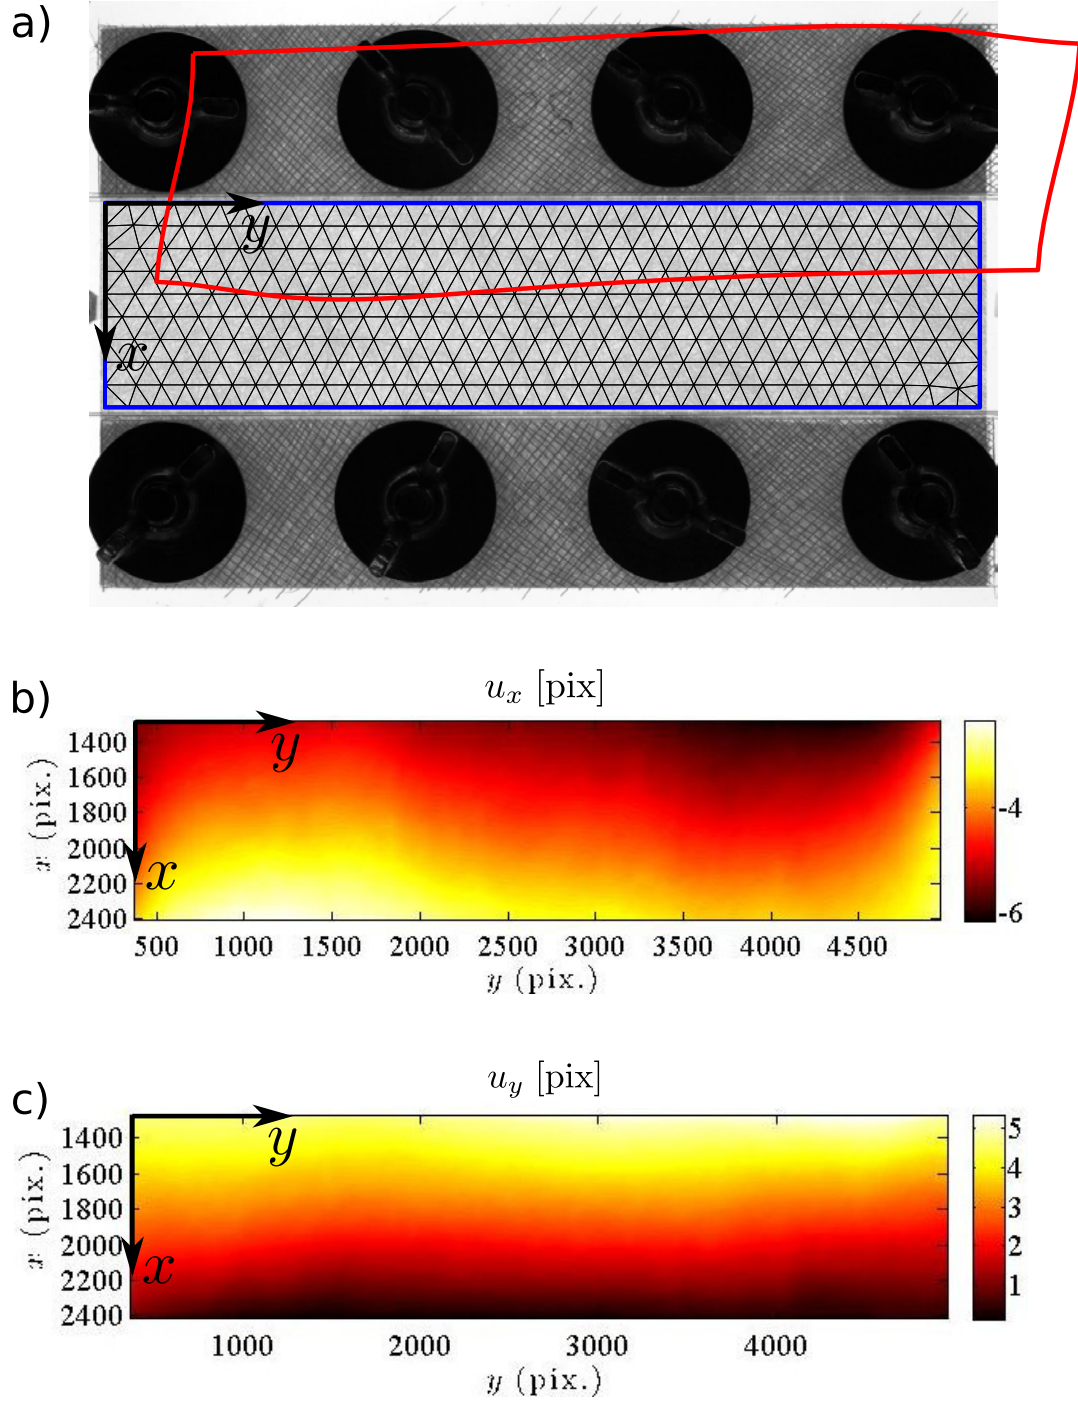 a)
y
x
b)
u_x [pix]
1400
1600
1800
2000
2200
2400
x (pix.)
y
x
-4
-6
500 1000 1500 2000 2500 3000 3500 4000 4500
y (pix.)
c)
u_y [pix]
1400
1600
1800
2000
2200
2400
x (pix.)
y
x
5
4
3
2
1
1000 2000 3000 4000
y (pix.)